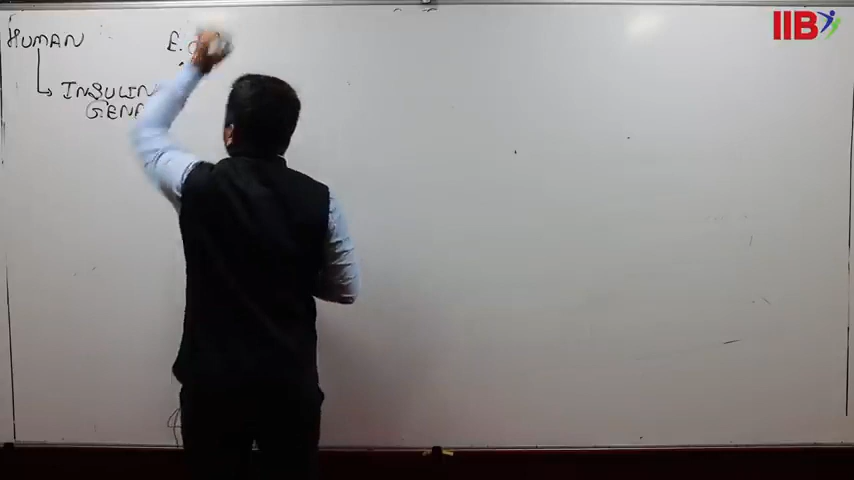 HUMAN
E.
INSULIN
GENE
IIB